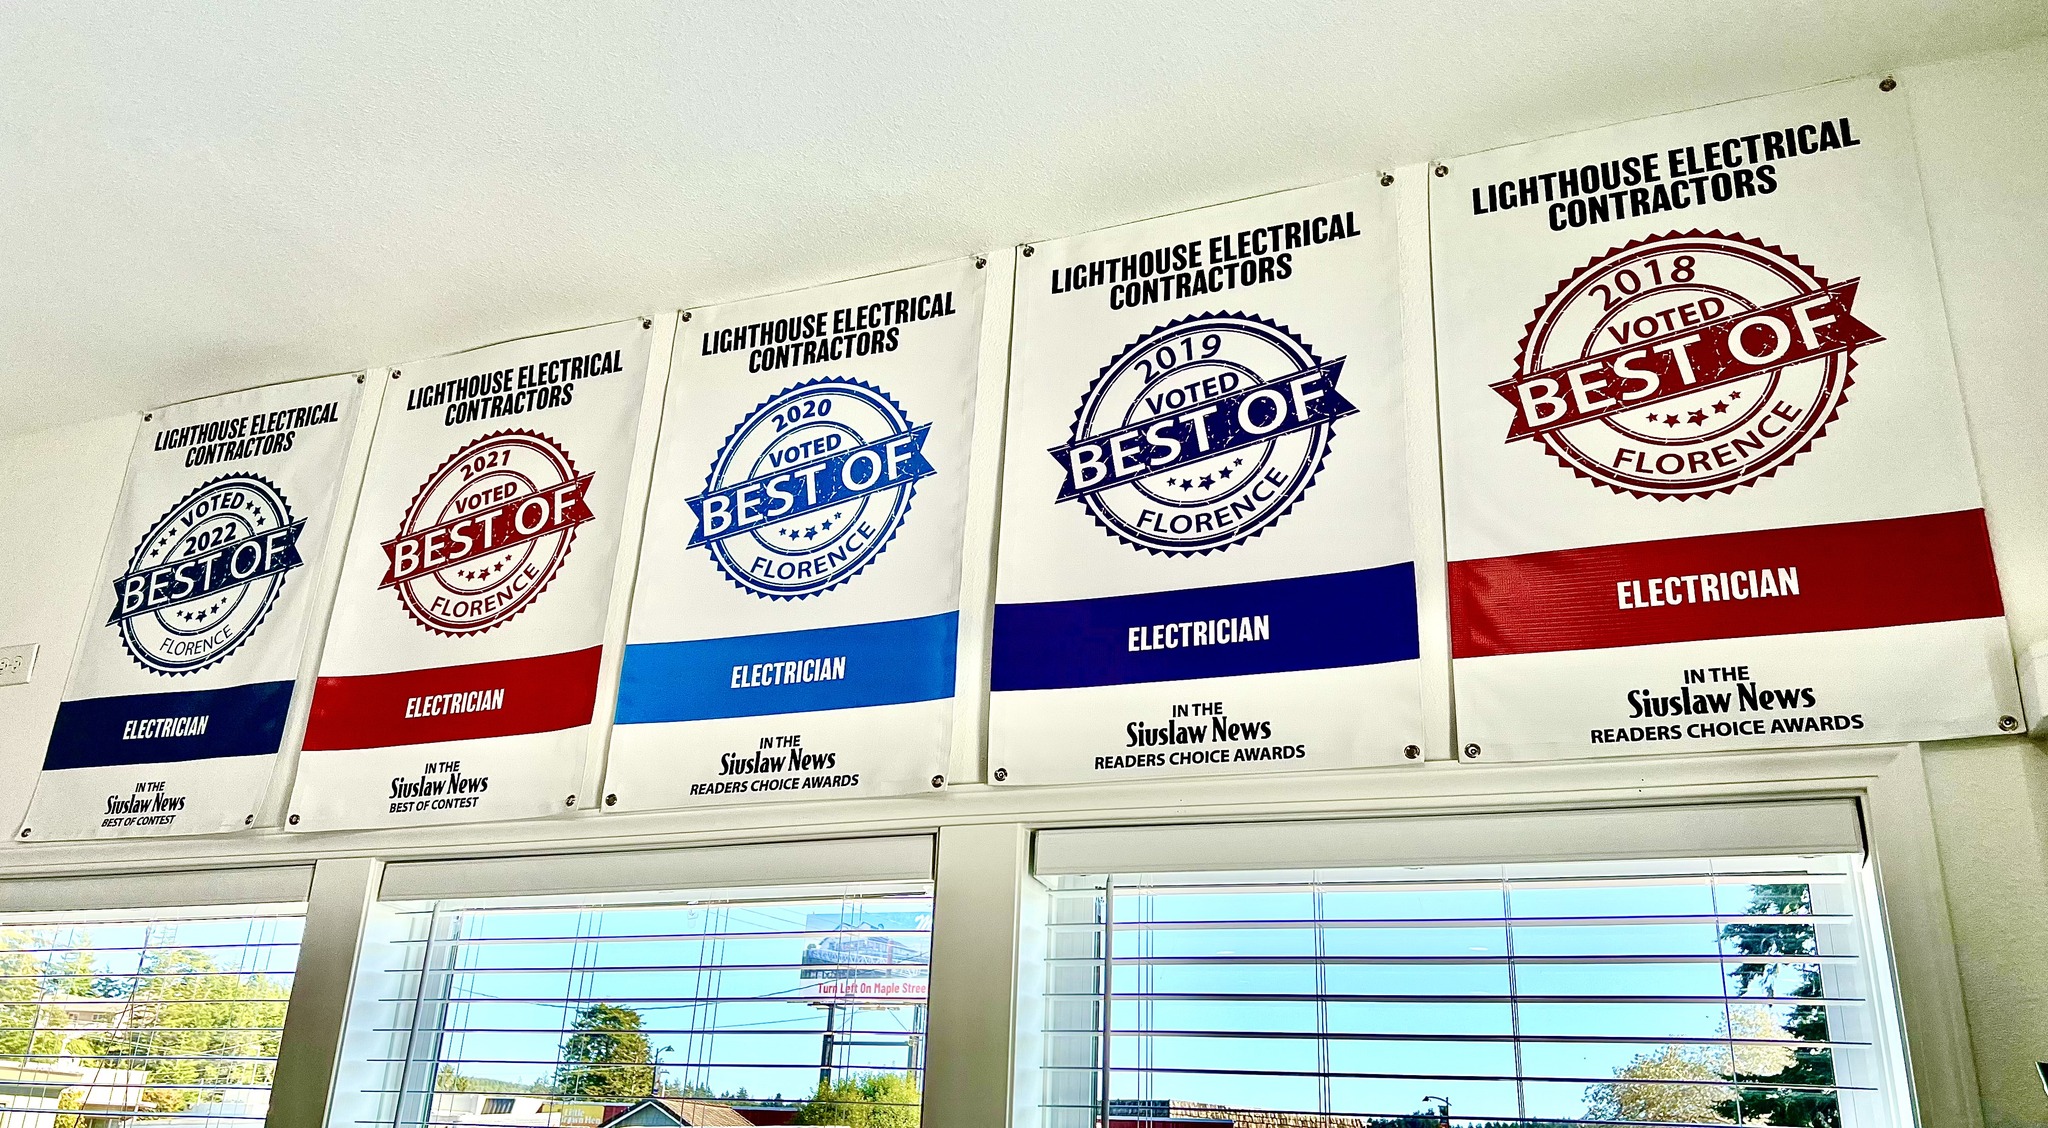 LIGHTHOUSE ELECTRICAL
CONTRACTORS
VOTED
2022
BEST OF
FLORENCE
ELECTRICIAN
IN THE
Siuslaw News
BEST OF CONTEST
LIGHTHOUSE ELECTRICAL
CONTRACTORS
2021
VOTED
BEST OF
FLORENCE
ELECTRICIAN
IN THE
Siuslaw News
BEST OF CONTEST
LIGHTHOUSE ELECTRICAL
CONTRACTORS
2020
VOTED
BEST OF
FLORENCE
ELECTRICIAN
IN THE
Siuslaw News
READERS CHOICE AWARDS
LIGHTHOUSE ELECTRICAL
CONTRACTORS
2019
VOTED
BEST OF
FLORENCE
ELECTRICIAN
IN THE
Siuslaw News
READERS CHOICE AWARDS
LIGHTHOUSE ELECTRICAL
CONTRACTORS
2018
VOTED
BEST OF
FLORENCE
ELECTRICIAN
IN THE
Siuslaw News
READERS CHOICE AWARDS
Turn Left On Maple Stree